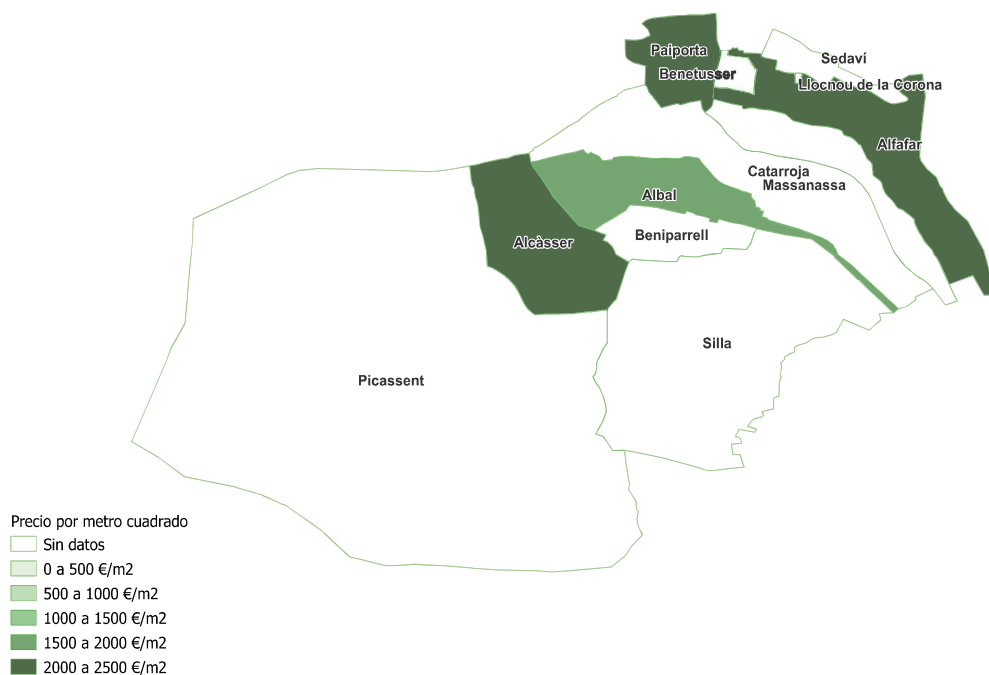 Paiporta
Sedaví
Benetusser
Llocnou de la Corona
Alfafar
Catarroja
Massanassa
Albal
Beniparrell
Alcàsser
Silla
Picassent
Precio por metro cuadrado
Sin datos
0 a 500 €/m2
500 a 1000 €/m2
1000 a 1500 €/m2
1500 a 2000 €/m2
2000 a 2500 €/m2